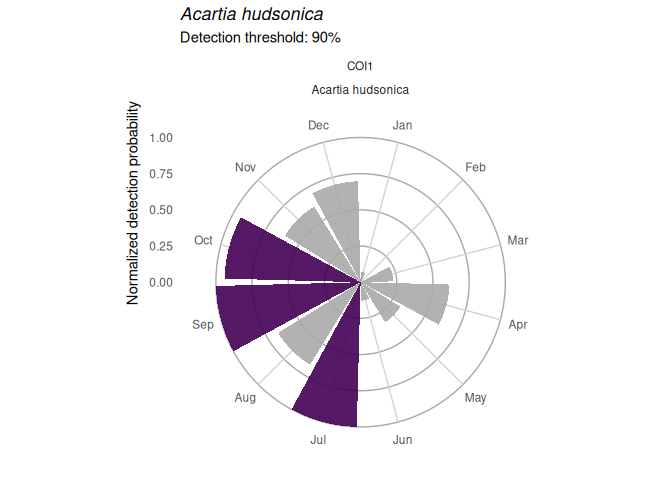 Acartia hudsonica
Detection threshold: 90%
COI1
Acartia hudsonica
Normalized detection probability
1.00
0.75
0.50
0.25
0.00
Dec
Jan
Nov
Feb
Oct
Mar
Sep
Apr
Aug
May
Jul
Jun